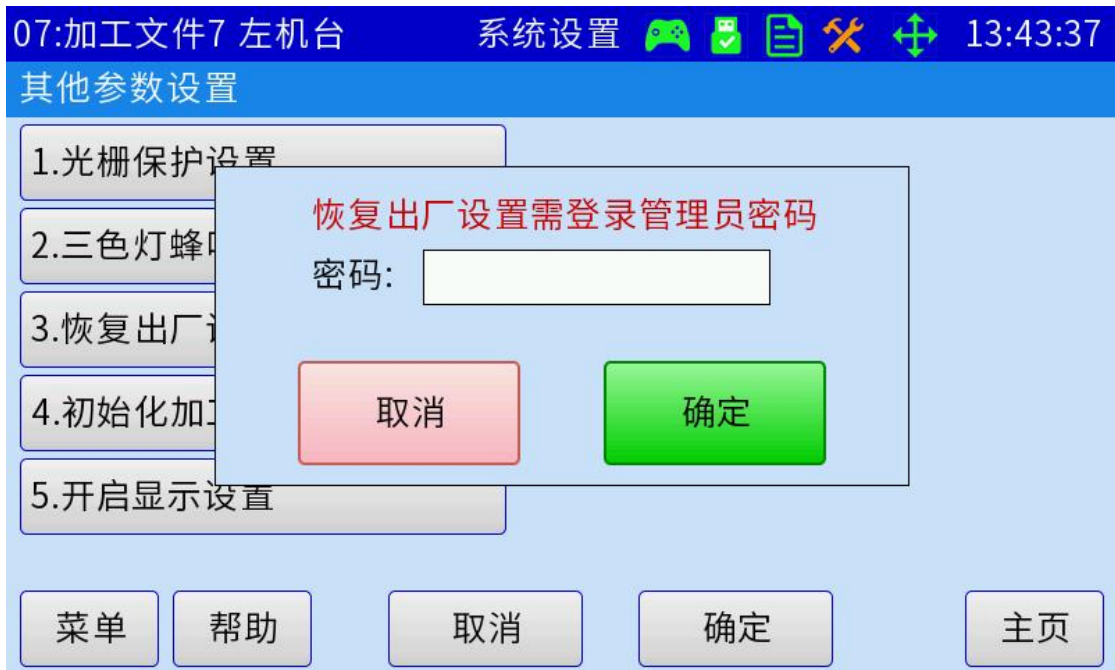 07:加工文件7 左机台 系统设置 13:43:37
其他参数设置
1.光栅保护设置
2.三色灯蜂
3.恢复出厂
4.初始化加
5.开启显示设置
恢复出厂设置需登录管理员密码
密码:
取消 确定
菜单 帮助 取消 确定 主页